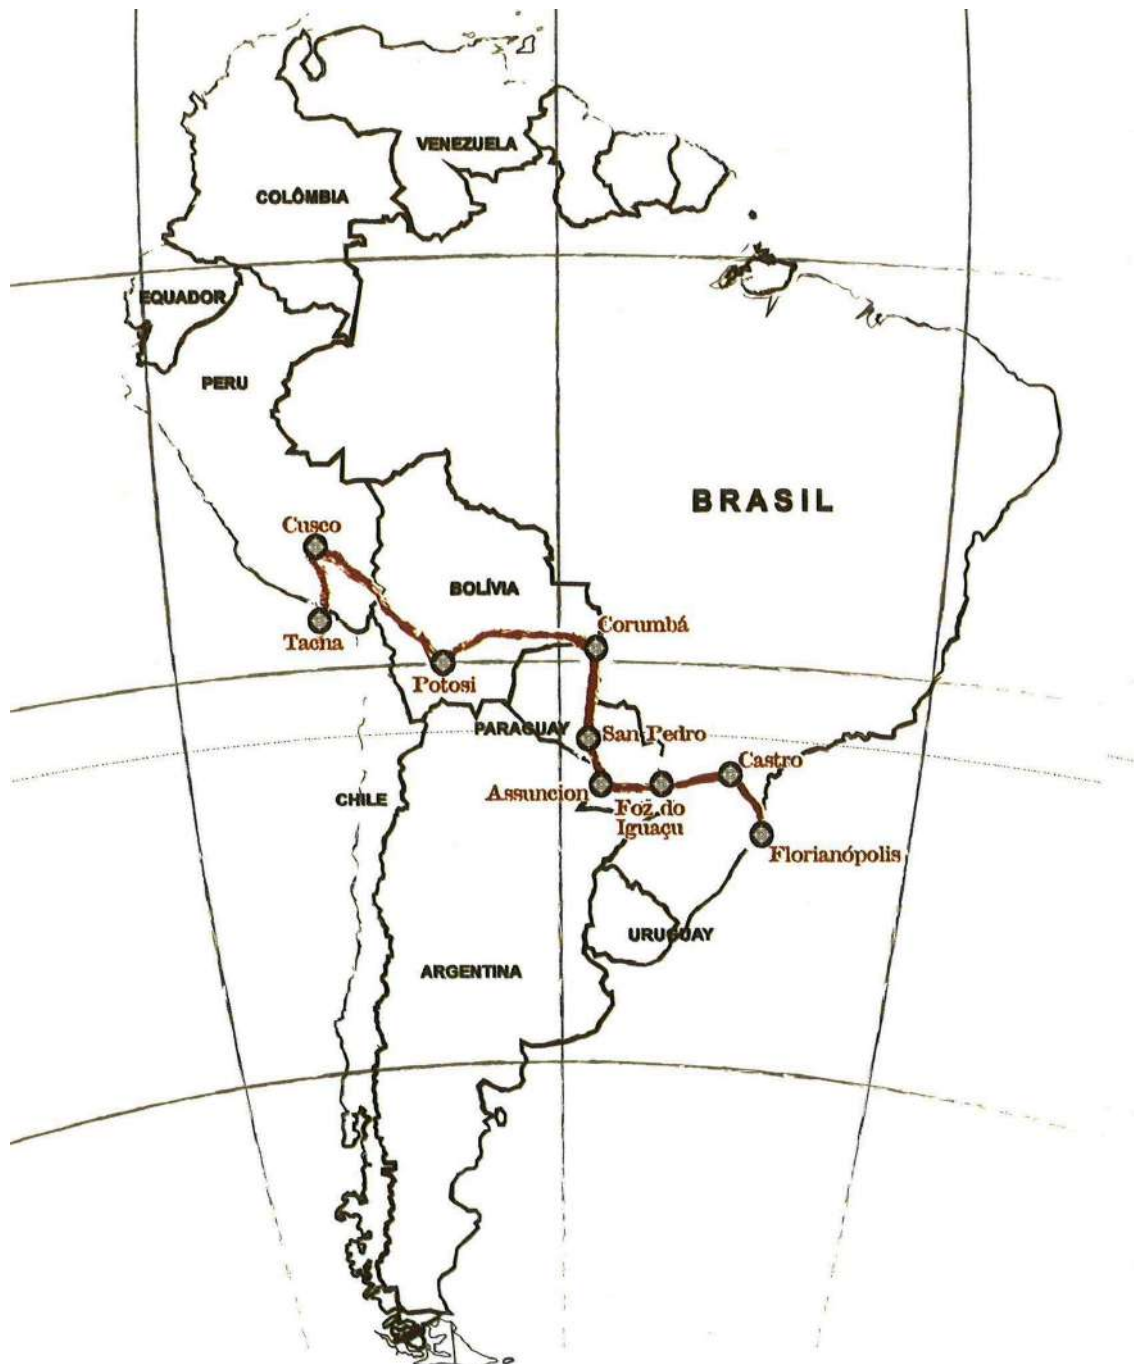 VENEZUELA
COLÔMBIA
EQUADOR
PERU
BRASIL
Cusco
BOLÍVIA
Tacna
Corumbá
Potosi
PARAGUAY
San Pedro
Castro
Assuncion
CHILE
Foz do
Iguaçu
Florianópolis
URUGUAY
ARGENTINA